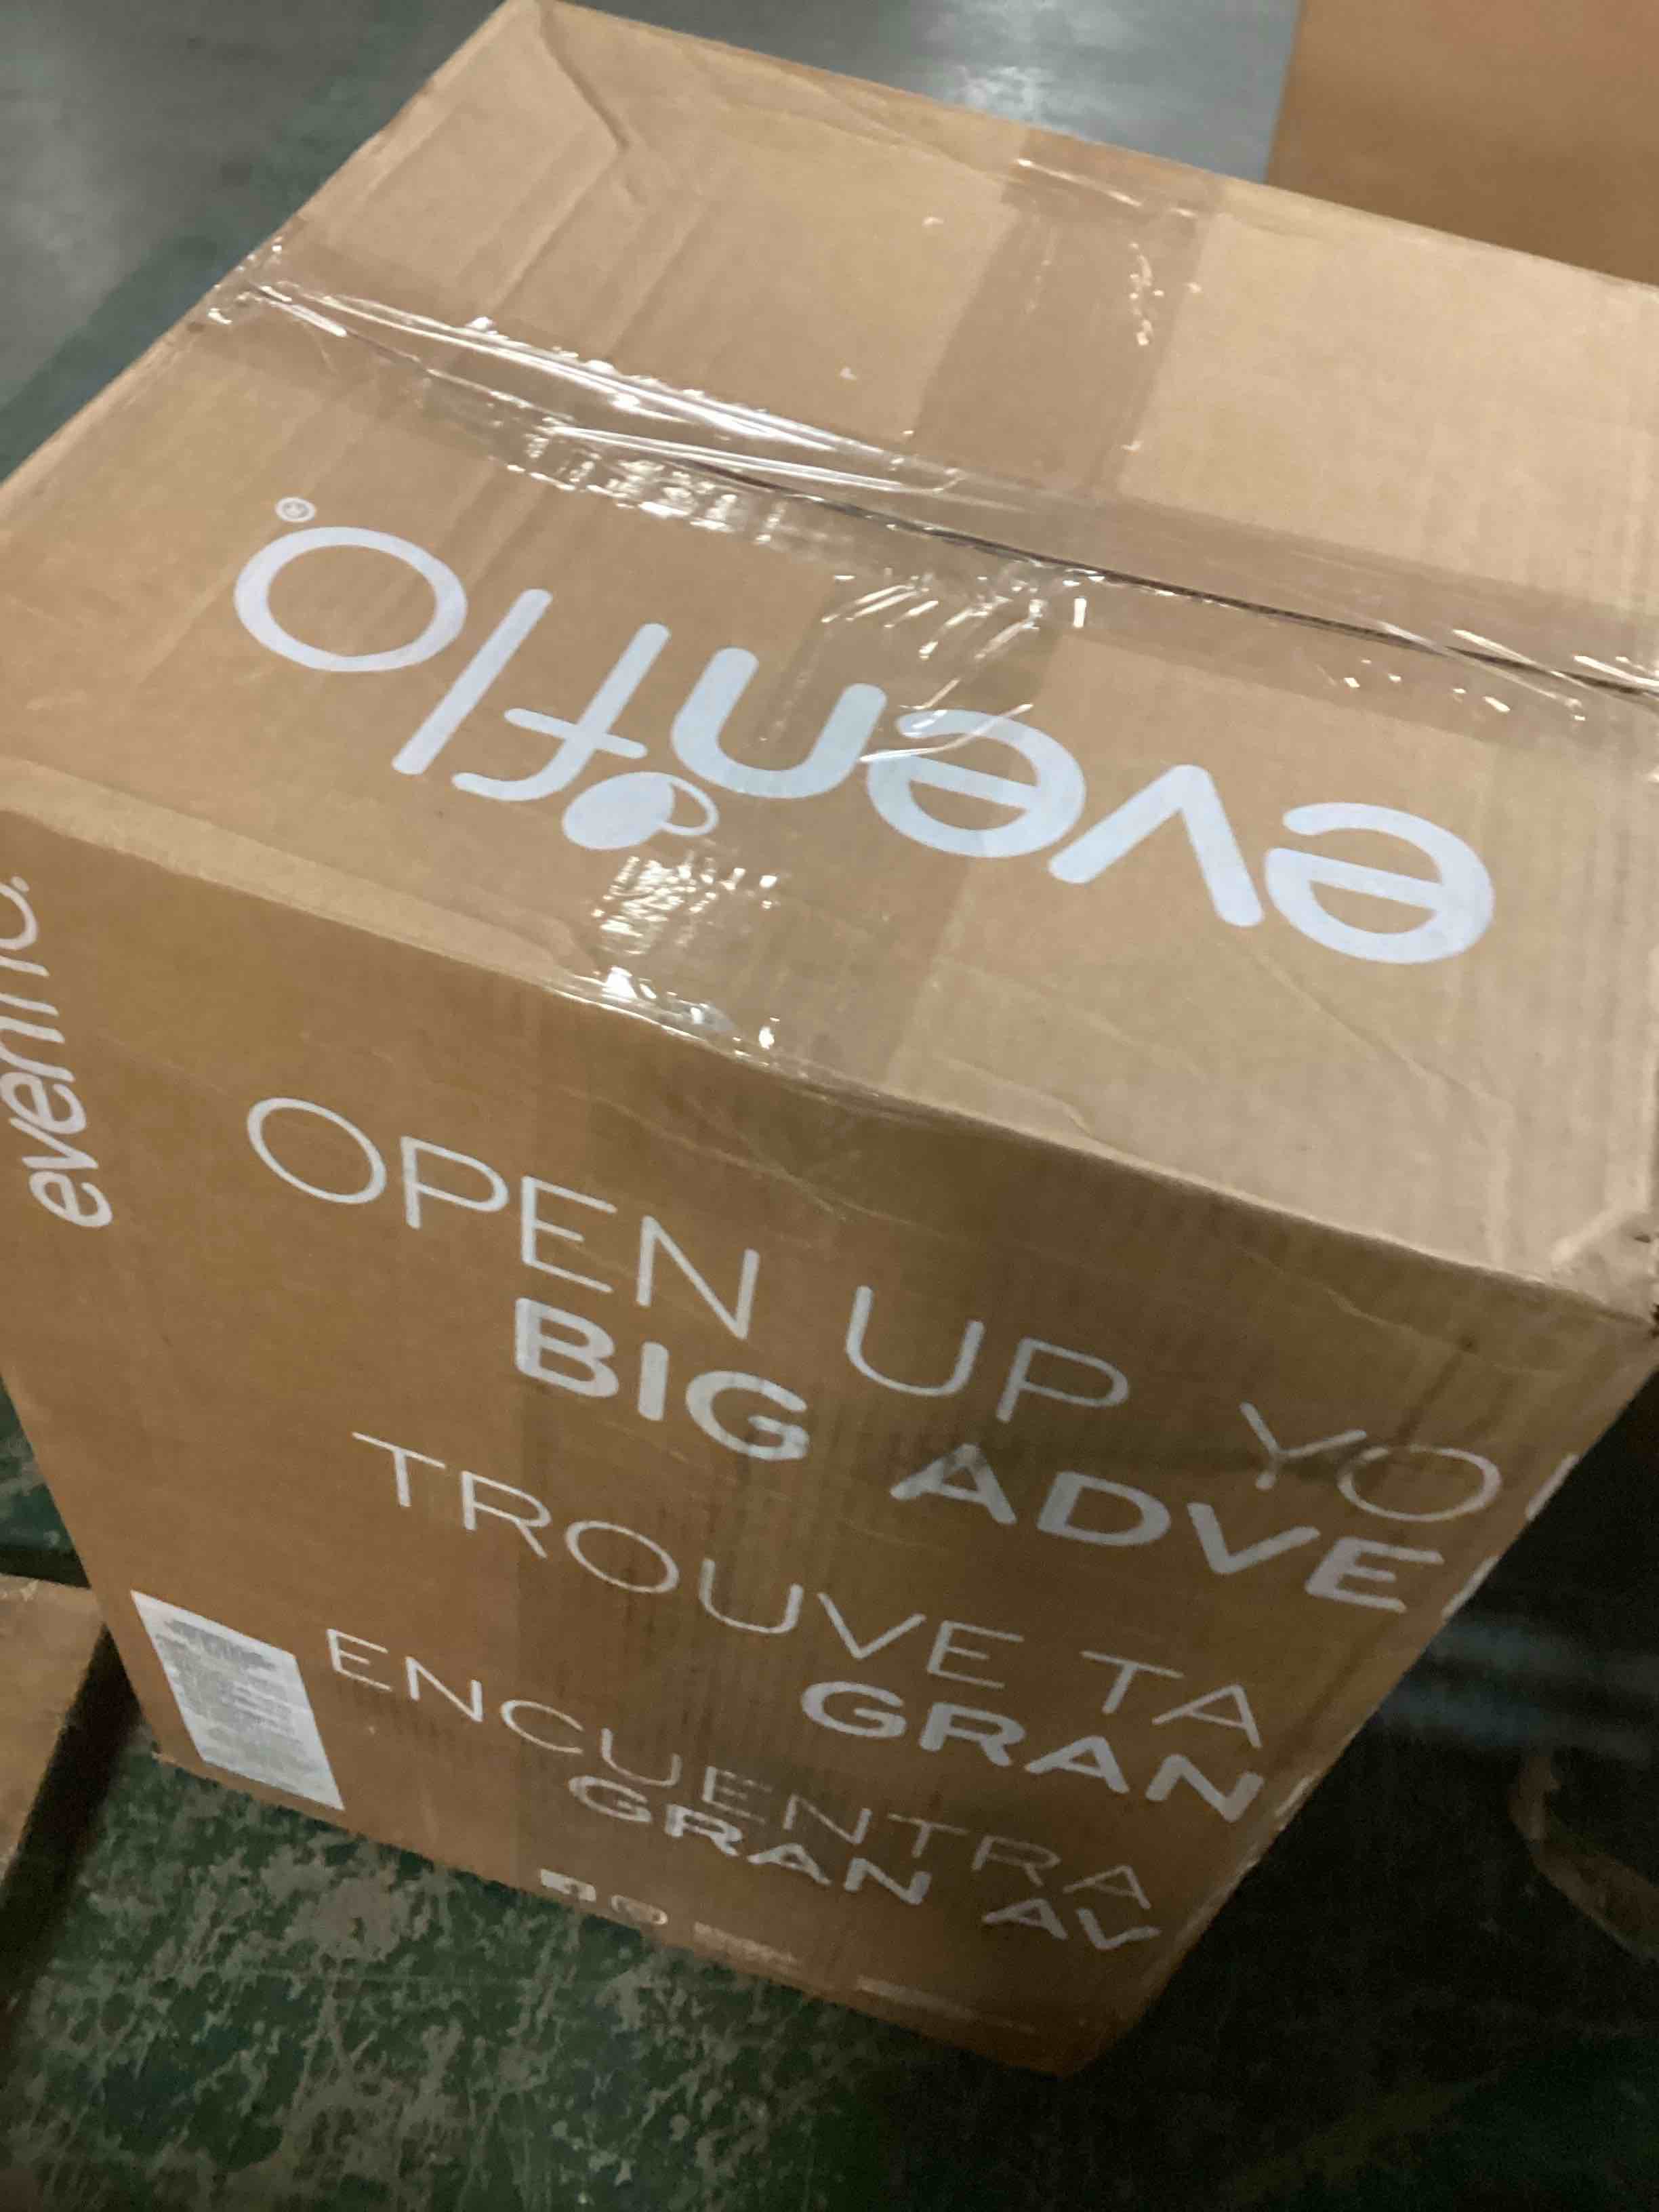 evenflo®
evenflo.
OPEN UP YO
BIG ADVE
TROUVE TA
GRAN
ENCUENTRA
GRAN AV